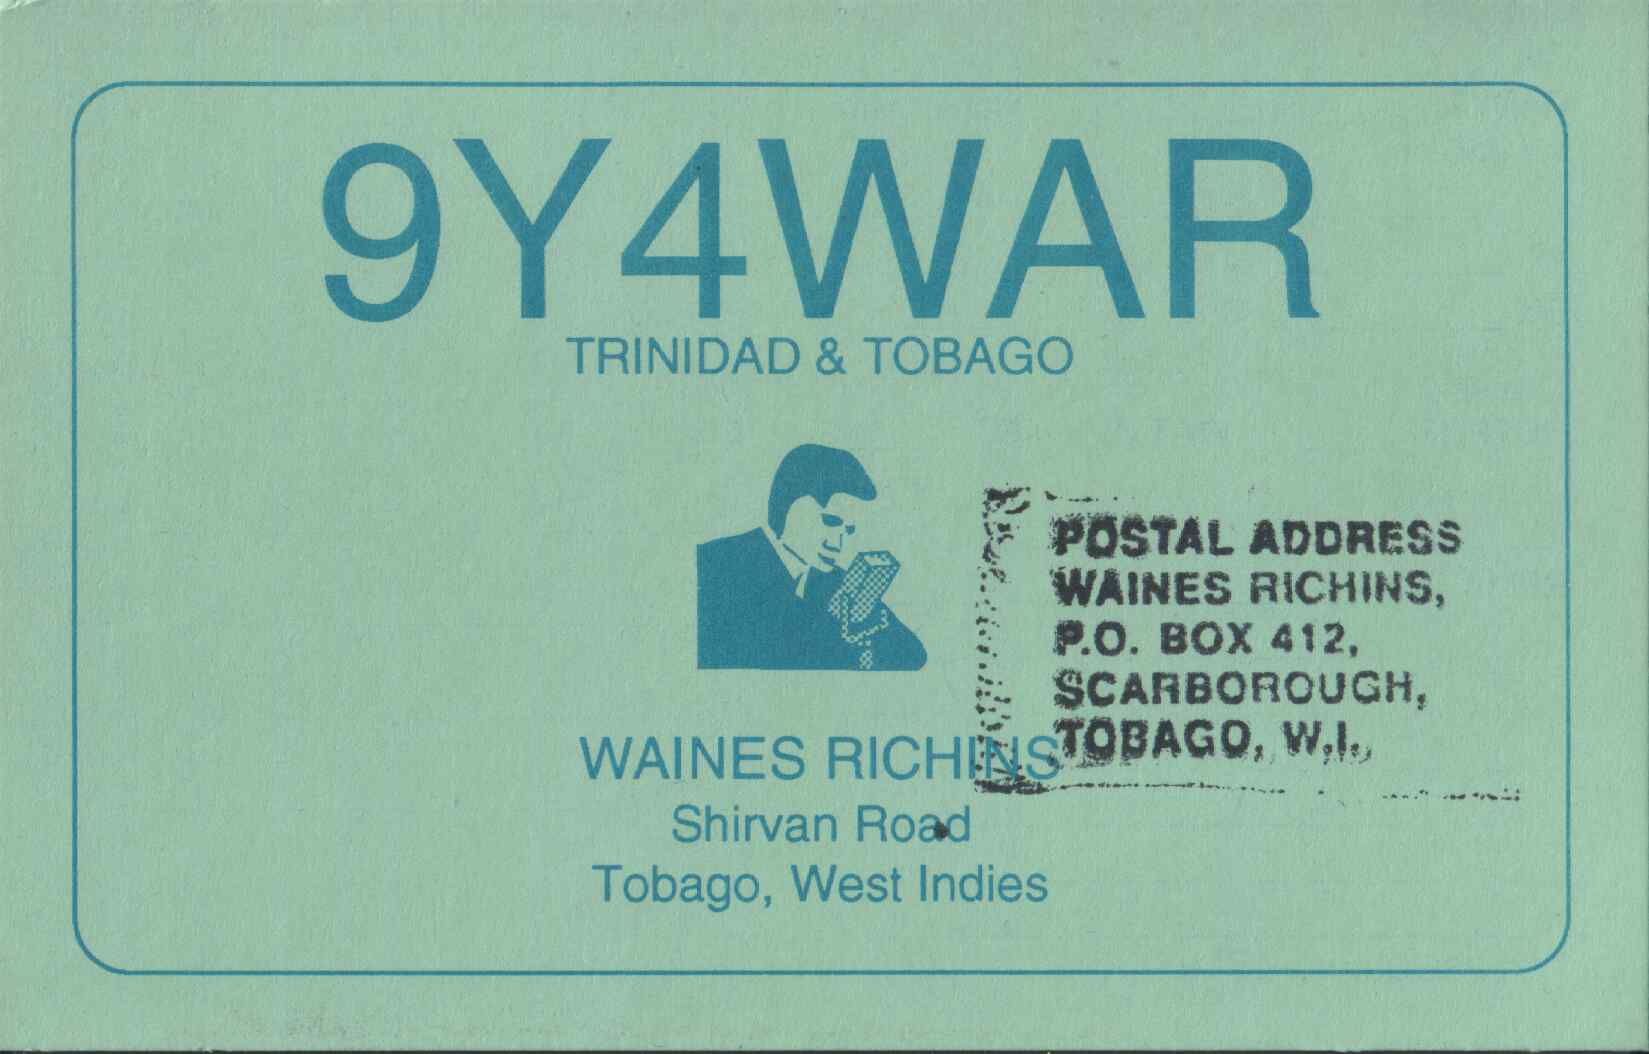 9Y4WAR
TRINIDAD & TOBAGO
POSTAL ADDRESS
WAINES RICHINS,
P.O. BOX 412,
SCARBOROUGH,
TOBAGO, W.I.,
WAINES RICHINS
Shirvan Road
Tobago, West Indies